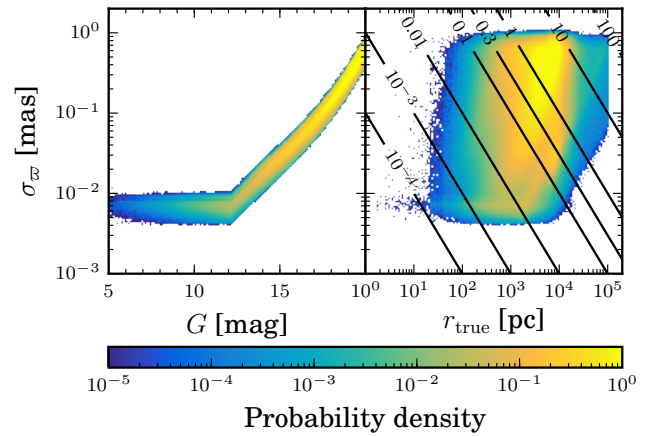 10⁰
10⁻¹
10⁻²
10⁻³
σ_ϖ [mas]
0.01 0.1 0.3 1 10 100
10⁻³
10⁻⁴
5 10 15 10⁰ 10¹ 10² 10³ 10⁴ 10⁵
G [mag] r_true [pc]
10⁻⁵ 10⁻⁴ 10⁻³ 10⁻² 10⁻¹ 10⁰
Probability density